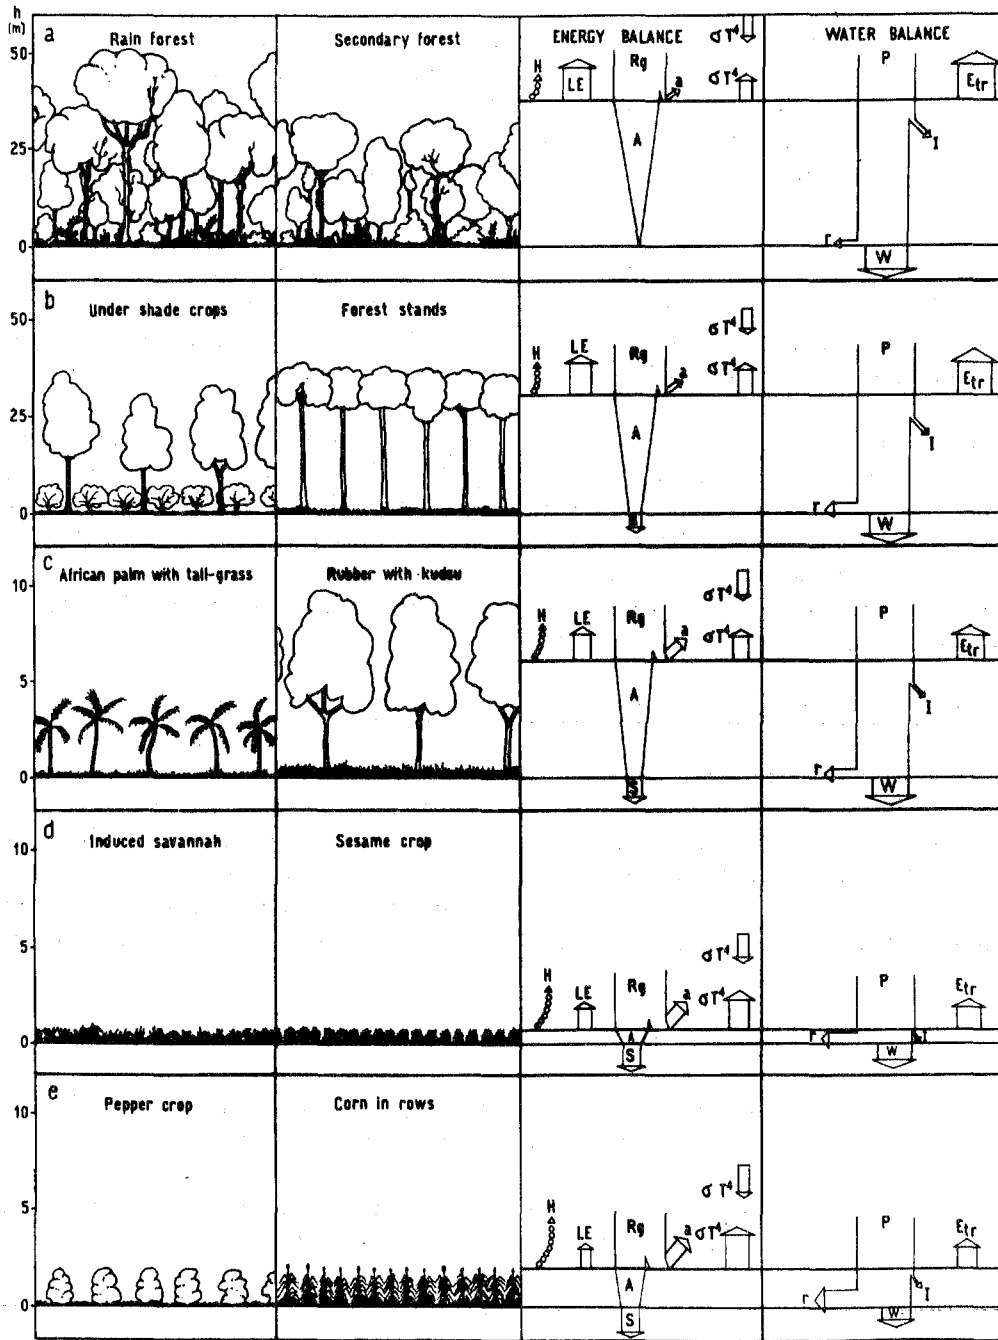 h
(m)
a
Rain forest
Secondary forest
ENERGY BALANCE
σT⁴
WATER BALANCE
50
25
0
H
LE
Rg
a
σT⁴
A
P
Etr
I
r
W
b
Under shade crops
Forest stands
50
25
0
H
LE
Rg
a
σT⁴
σT⁴
A
P
Etr
I
r
W
c
African palm with tall-grass
Rubber with kudsu
10
5
0
H
LE
Rg
a
σT⁴
σT⁴
A
S
P
Etr
I
r
W
d
Induced savannah
Sesame crop
10
5
0
H
LE
Rg
a
σT⁴
σT⁴
A
S
P
Etr
I
r
W
e
Pepper crop
Corn in rows
10
5
0
H
LE
Rg
a
σT⁴
σT⁴
A
S
P
Etr
I
r
W